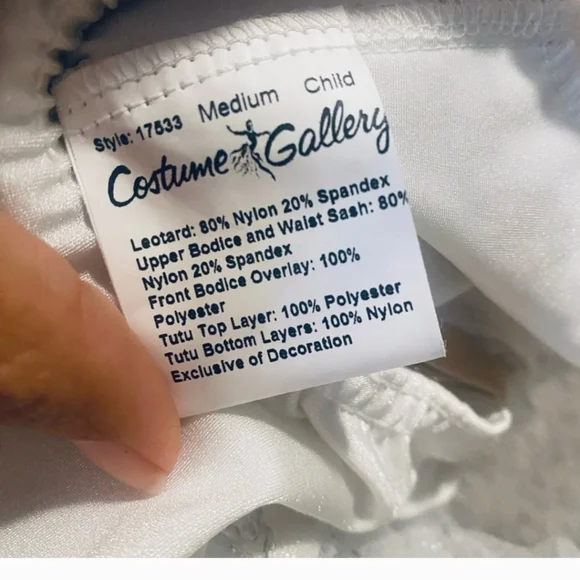 Style: 17533 Medium Child
Costume Gallery
Leotard: 80% Nylon 20% Spandex
Upper Bodice and Waist Sash: 80%
Nylon 20% Spandex
Front Bodice Overlay: 100%
Polyester
Tutu Top Layer: 100% Polyester
Tutu Bottom Layers: 100% Nylon
Exclusive of Decoration